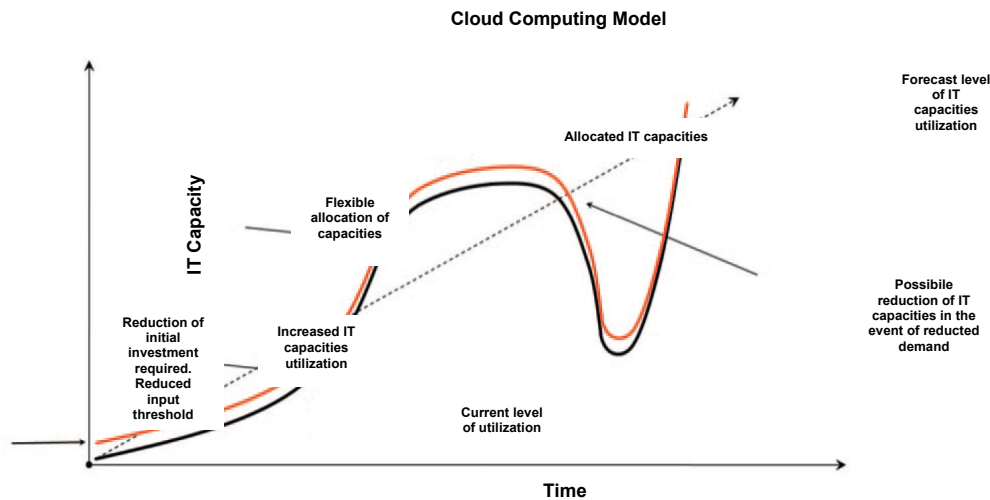 Cloud Computing Model
Forecast level
of IT
capacities
utilization
Allocated IT capacities
IT Capacity
Flexible
allocation of
capacities
Possibile
reduction of IT
capacities in the
event of reducted
demand
Reduction of
initial
investment
required.
Reduced
input
threshold
Increased IT
capacities
utilization
Current level
of utilization
Time